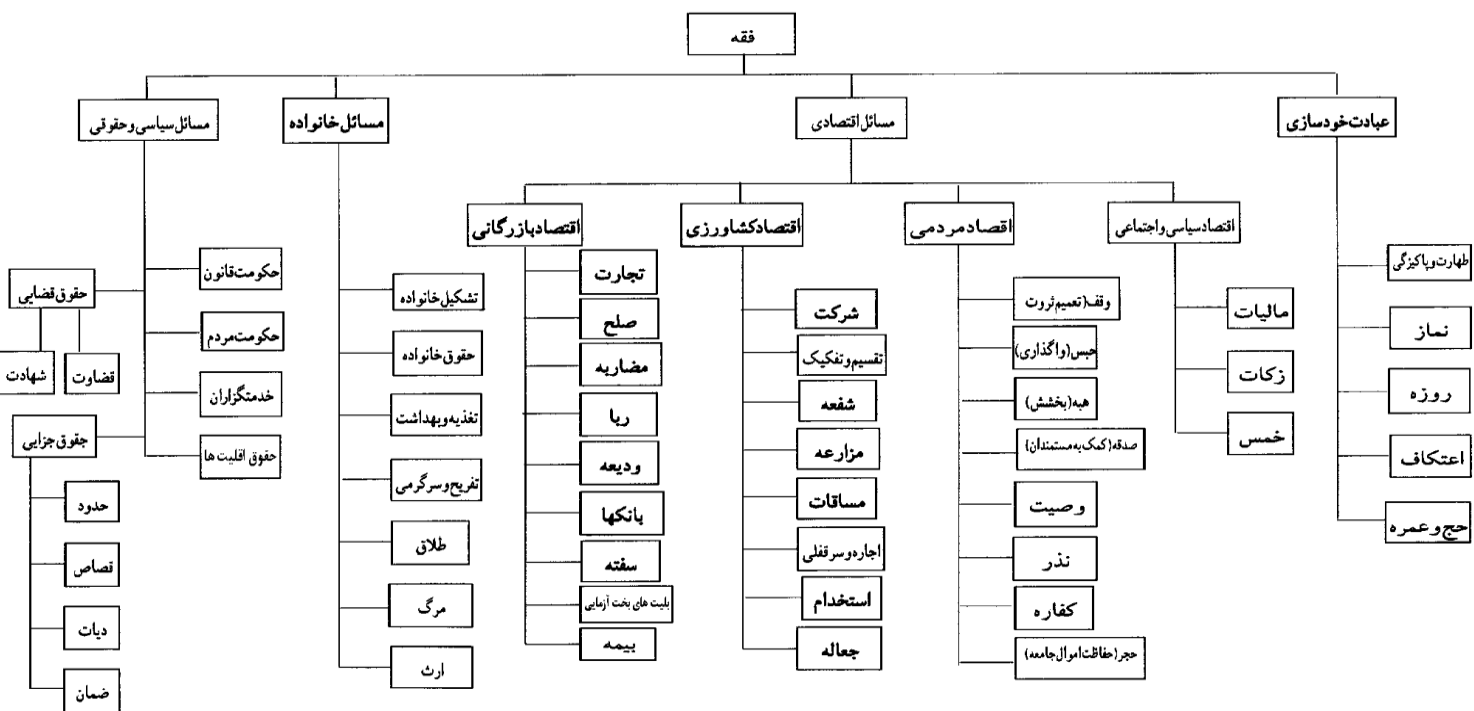 فقه
عبادت خودسازی
طهارت و پاکیزگی
نماز
روزه
اعتکاف
حج و عمره
مسائل اقتصادی
اقتصاد سیاسی و اجتماعی
مالیات
زکات
خمس
اقصاد مردمی
وقف (تعمیم ثروت
حبس (واگذاری)
هبه (بخشش)
صدقه (کمک به مستمندان)
وصیت
نذر
کفاره
حجر (حفاظت اموال جامعه)
اقتصاد کشاورزی
شرکت
تقسیم و تفکیک
شفعه
مزارعه
مساقات
اجاره و سرقفلی
استخدام
جعاله
اقتصاد بازرگانی
تجارت
صلح
مضاربه
ربا
ودیعه
بانکها
سفته
بلیت های بخت آزمایی
بیمه
مسائل خانواده
تشکیل خانواده
حقوق خانواده
تغذیه و بهداشت
تفریح و سرگرمی
طلاق
مرگ
ارث
مسائل سیاسی و حقوقی
حکومت قانون
حکومت مردم
خدمتگزاران
حقوق اقلیت ها
حقوق قضایی
قضاوت
شهادت
حقوق جزایی
حدود
قصاص
دیات
ضمان